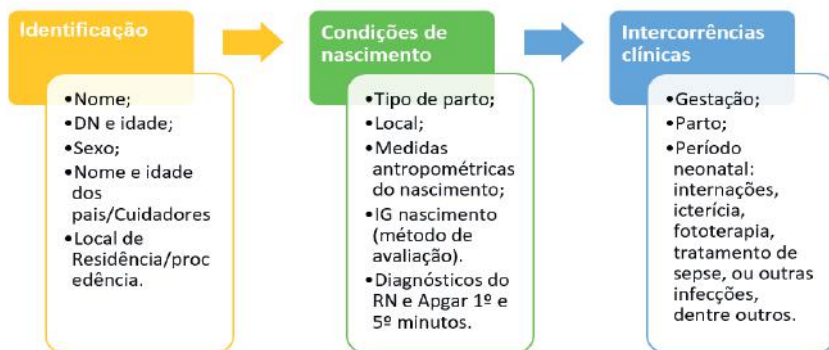 Identificação
•Nome;
•DN e idade;
•Sexo;
•Nome e idade
dos
pais/Cuidadores
•Local de
Residência/proc
edência.
Condições de
nascimento
•Tipo de parto;
•Local;
•Medidas
antropométricas
do nascimento;
•IG nascimento
(método de
avaliação).
•Diagnósticos do
RN e Apgar 1º e
5º minutos.
Intercorrências
clínicas
•Gestação;
•Parto;
•Período
neonatal:
internações,
icterícia,
fototerapia,
tratamento de
sepse, ou outras
infecções,
dentre outros.